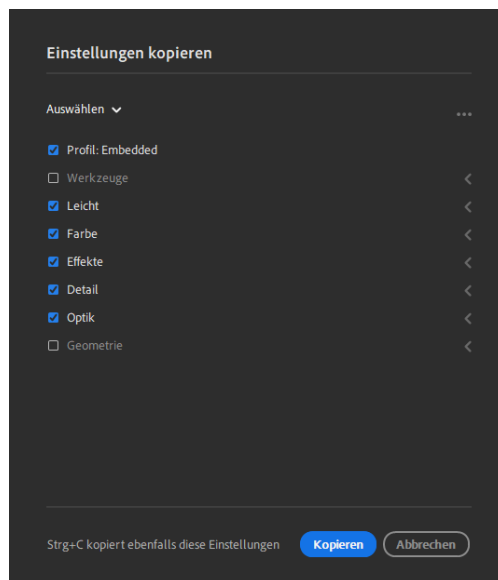 Einstellungen kopieren
Auswählen
Profil: Embedded
Werkzeuge
Leicht
Farbe
Effekte
Detail
Optik
Geometrie
Strg+C kopiert ebenfalls diese Einstellungen Kopieren Abbrechen